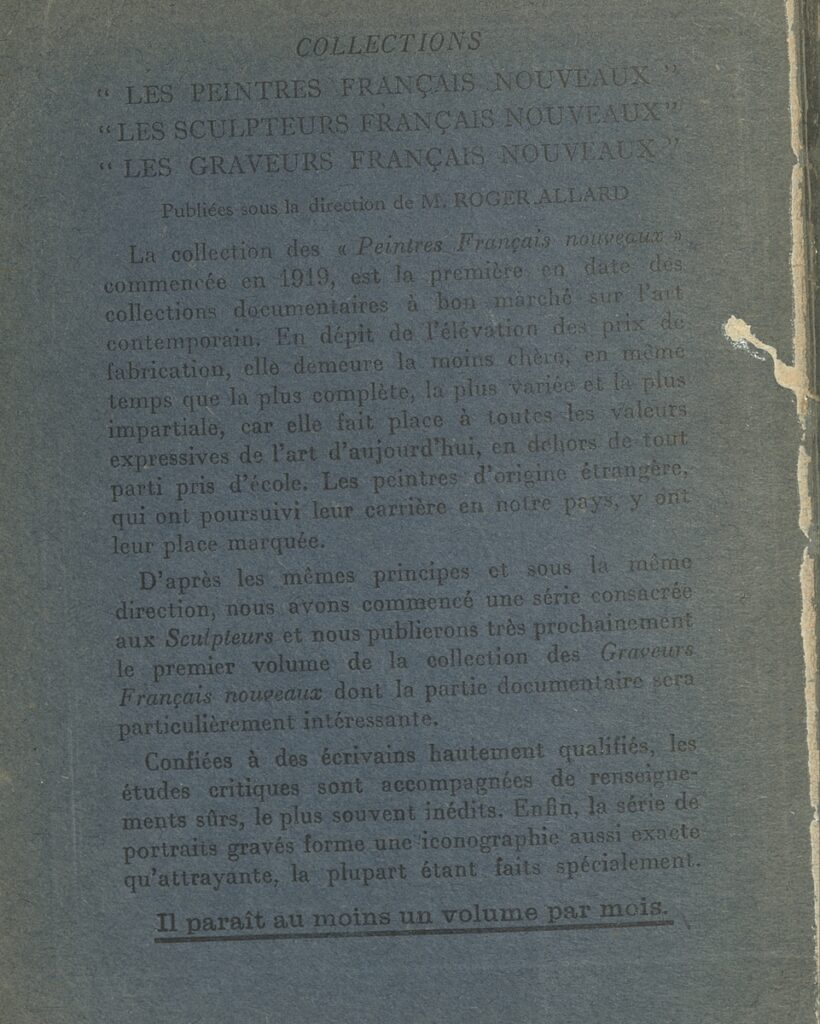 COLLECTIONS
“ LES PEINTRES FRANÇAIS NOUVEAUX ”
“ LES SCULPTEURS FRANÇAIS NOUVEAUX”
“ LES GRAVEURS FRANÇAIS NOUVEAUX ”
Publiées sous la direction de M. ROGER ALLARD
La collection des « Peintres Français nouveaux »
commencée en 1919, est la première en date des
collections documentaires à bon marché sur l’art
contemporain. En dépit de l’élévation des prix de
fabrication, elle demeure la moins chère, en même
temps que la plus complète, la plus variée et la plus
impartiale, car elle fait place à toutes les valeurs
expressives de l’art d’aujourd’hui, en dehors de tout
parti pris d’école. Les peintres d’origine étrangère,
qui ont poursuivi leur carrière en notre pays, y ont
leur place marquée.
D’après les mêmes principes et sous la même
direction, nous avons commencé une série consacrée
aux Sculpteurs et nous publierons très prochainement
le premier volume de la collection des Graveurs
Français nouveaux dont la partie documentaire sera
particulièrement intéressante.
Confiées à des écrivains hautement qualifiés, les
études critiques sont accompagnées de renseigne-
ments sûrs, le plus souvent inédits. Enfin, la série de
portraits gravés forme une iconographie aussi exacte
qu’attrayante, la plupart étant faits spécialement.
Il paraît au moins un volume par mois.